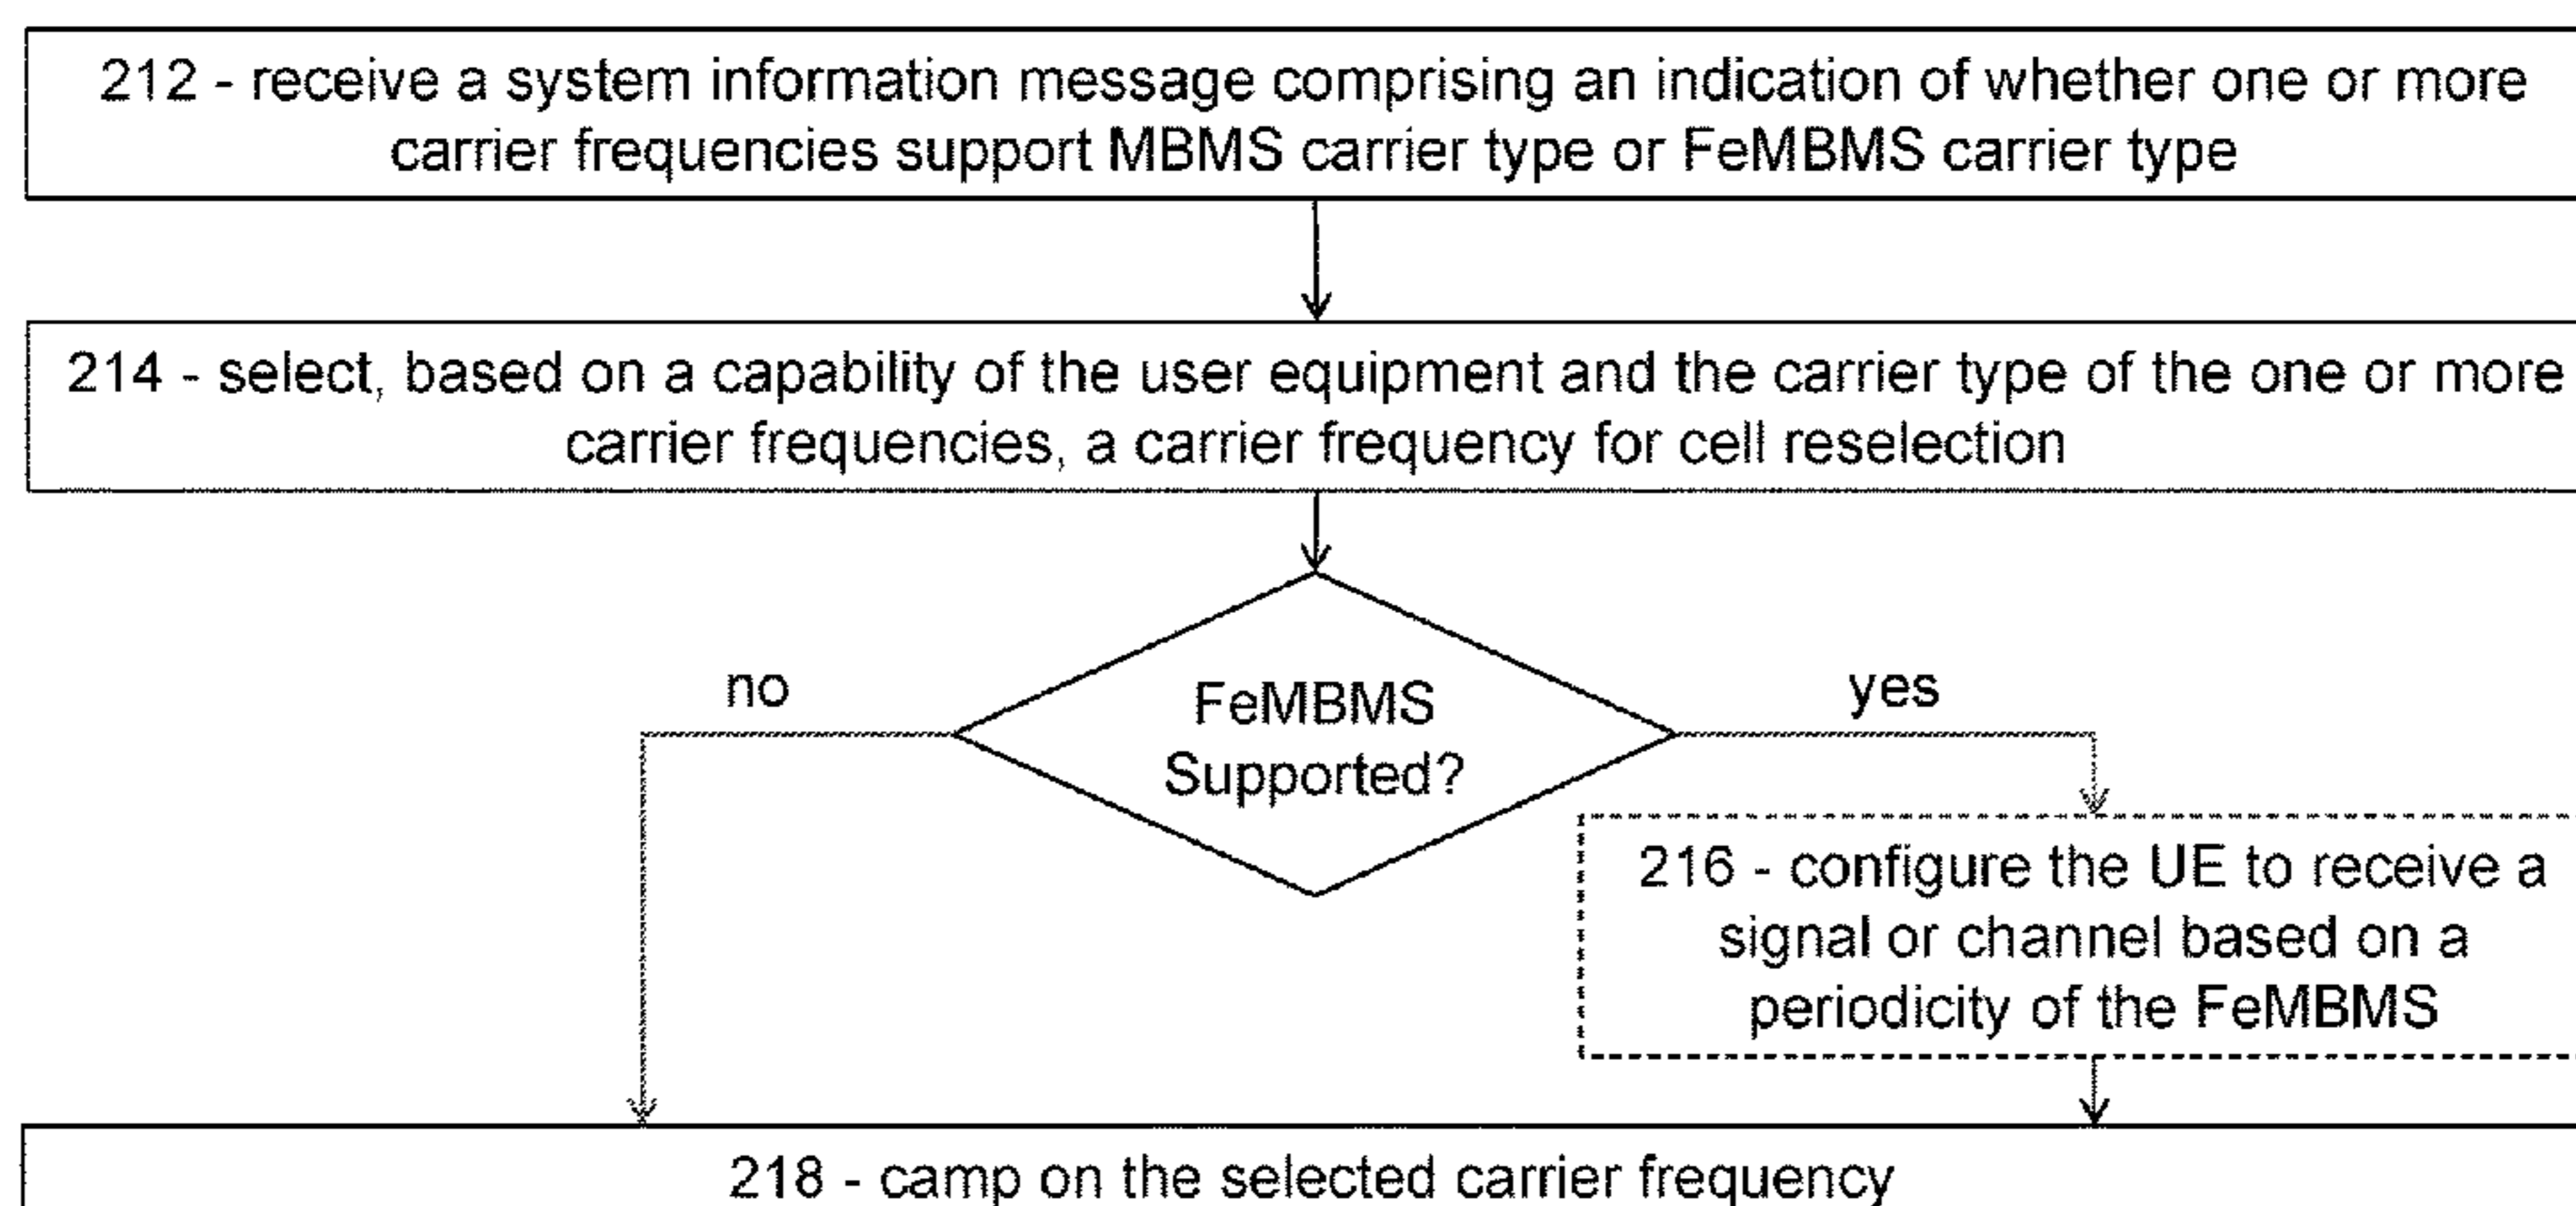 212 - receive a system information message comprising an indication of whether one or more
carrier frequencies support MBMS carrier type or FeMBMS carrier type
214 - select, based on a capability of the user equipment and the carrier type of the one or more
carrier frequencies, a carrier frequency for cell reselection
no
FeMBMS
Supported?
yes
216 - configure the UE to receive a
signal or channel based on a
periodicity of the FeMBMS
218 - camp on the selected carrier frequency